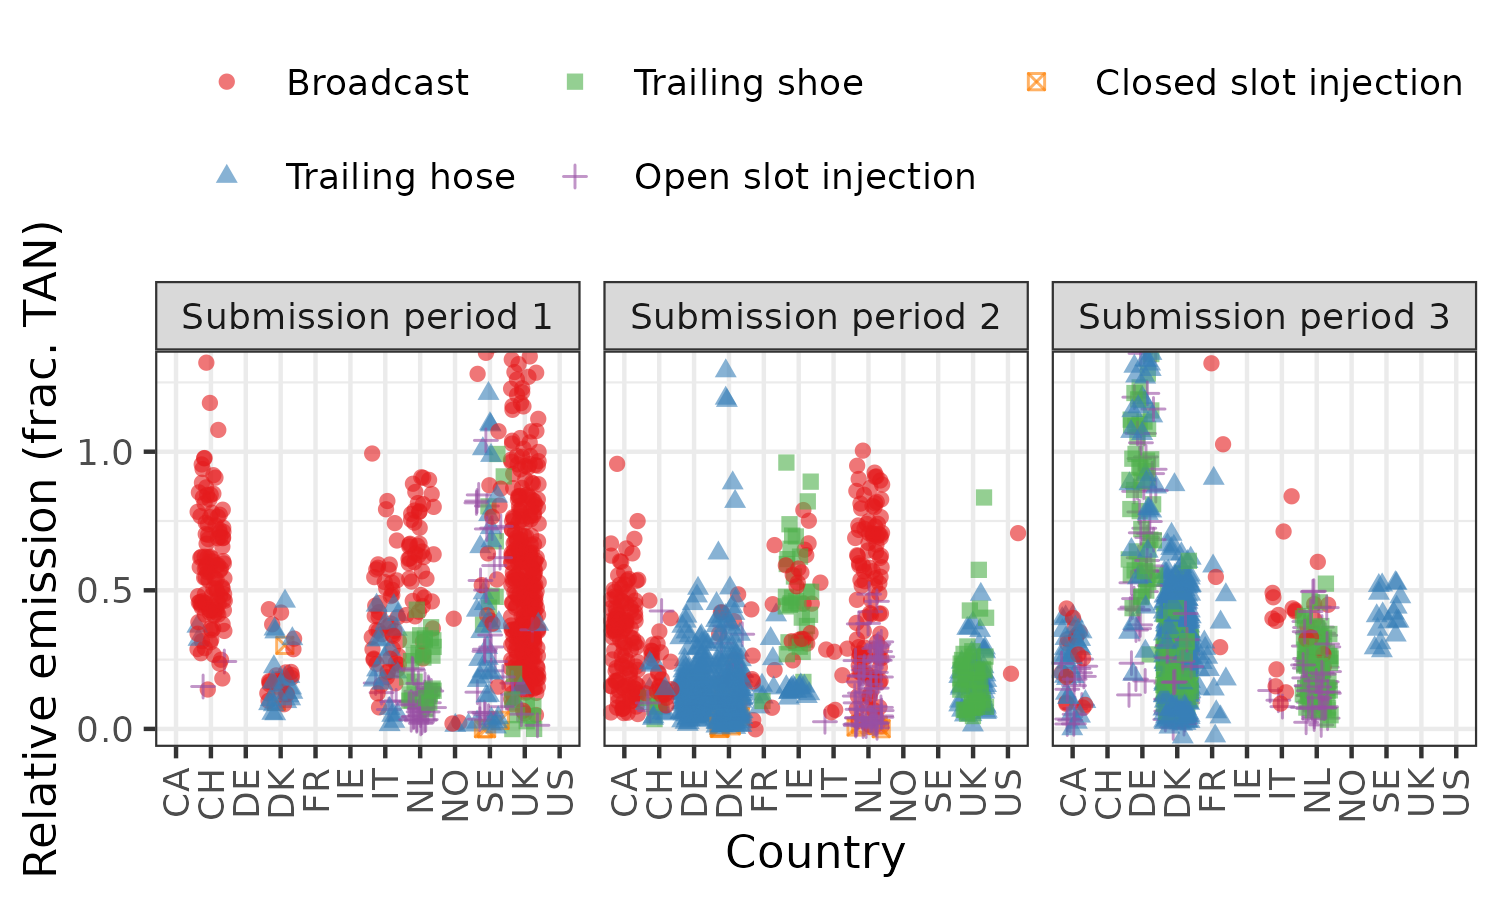 Broadcast Trailing shoe Closed slot injection
Trailing hose Open slot injection
Relative emission (frac. TAN)
Submission period 1 Submission period 2 Submission period 3
1.0
0.5
0.0
CA CH DE DK FR IE IT NL NO SE UK US CA CH DE DK FR IE IT NL NO SE UK US CA CH DE DK FR IE IT NL NO SE UK US
Country